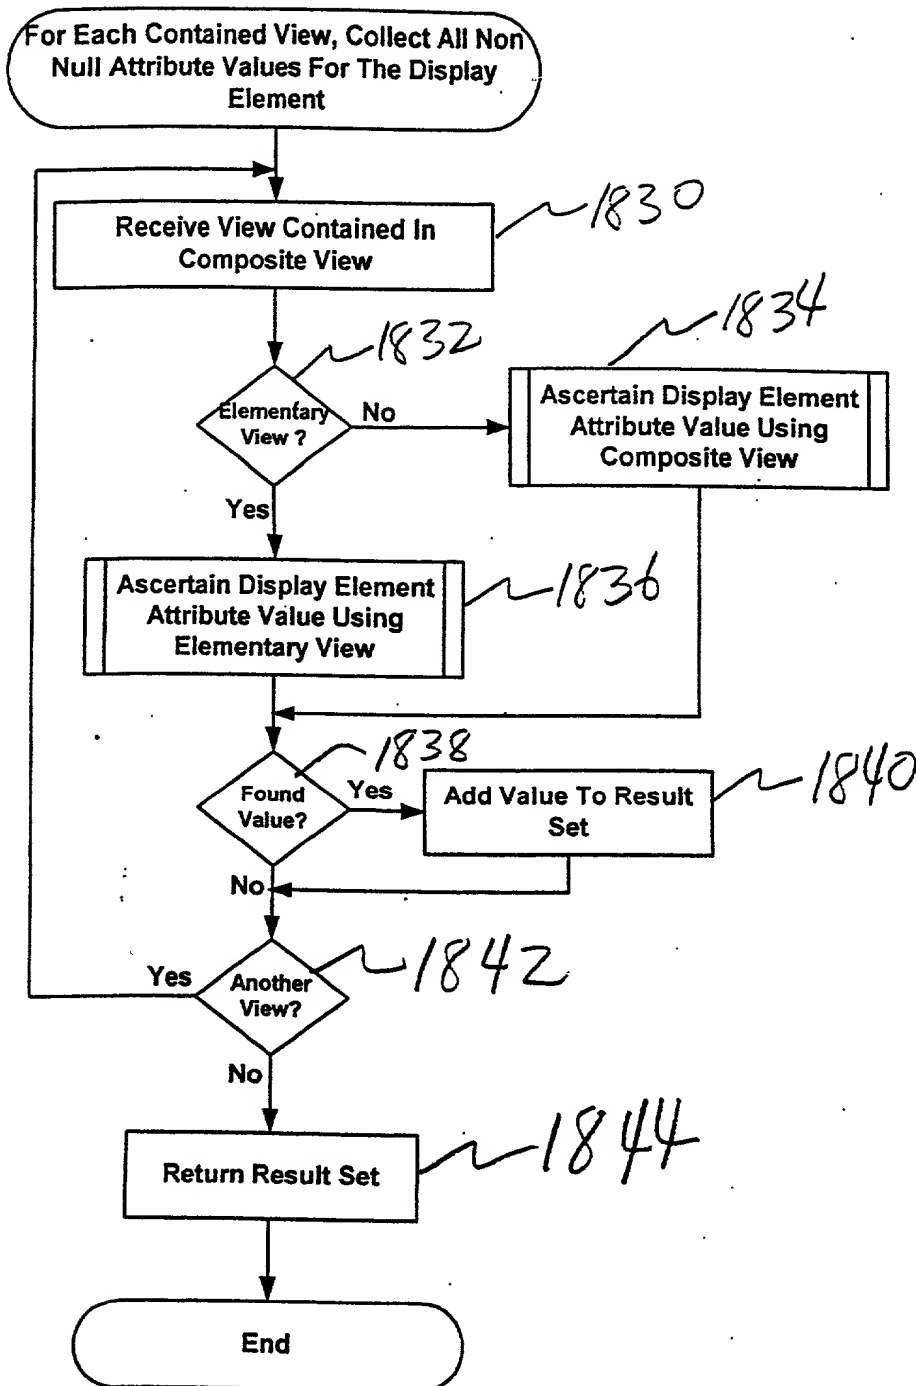 For Each Contained View, Collect All Non
Null Attribute Values For The Display
Element
1830
Receive View Contained In
Composite View
1832
1834
Elementary
View ?
No
Ascertain Display Element
Attribute Value Using
Composite View
Yes
Ascertain Display Element
Attribute Value Using
Elementary View
1836
1838
Found
Value?
Yes
Add Value To Result
Set
1840
No
Yes
Another
View?
1842
No
Return Result Set
1844
End